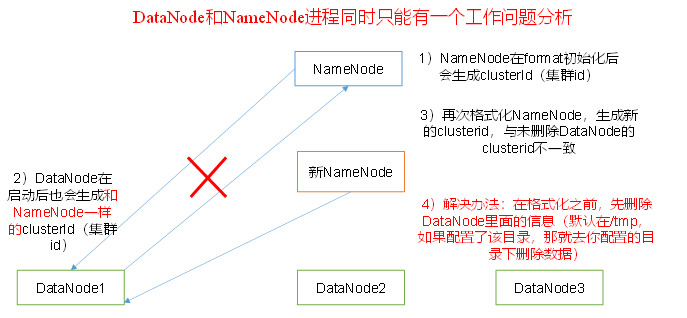 DataNode和NameNode进程同时只能有一个工作问题分析
NameNode
1）NameNode在format初始化后
会生成clusterId（集群id）
3）再次格式化NameNode，生成新
的clusterid，与未删除DataNode的
clusterid不一致
2）DataNode在
启动后也会生成和
NameNode一样
的clusterId（集群
id）
新NameNode
4）解决办法：在格式化之前，先删除
DataNode里面的信息（默认在/tmp，
如果配置了该目录，那就去你配置的目
录下删除数据）
DataNode1
DataNode2
DataNode3